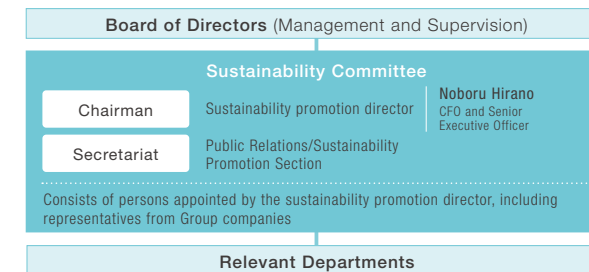 Board of Directors (Management and Supervision)
Sustainability Committee
Chairman
Sustainability promotion director
Noboru Hirano
CFO and Senior
Executive Officer
Secretariat
Public Relations/Sustainability
Promotion Section
Consists of persons appointed by the sustainability promotion director, including
representatives from Group companies
Relevant Departments